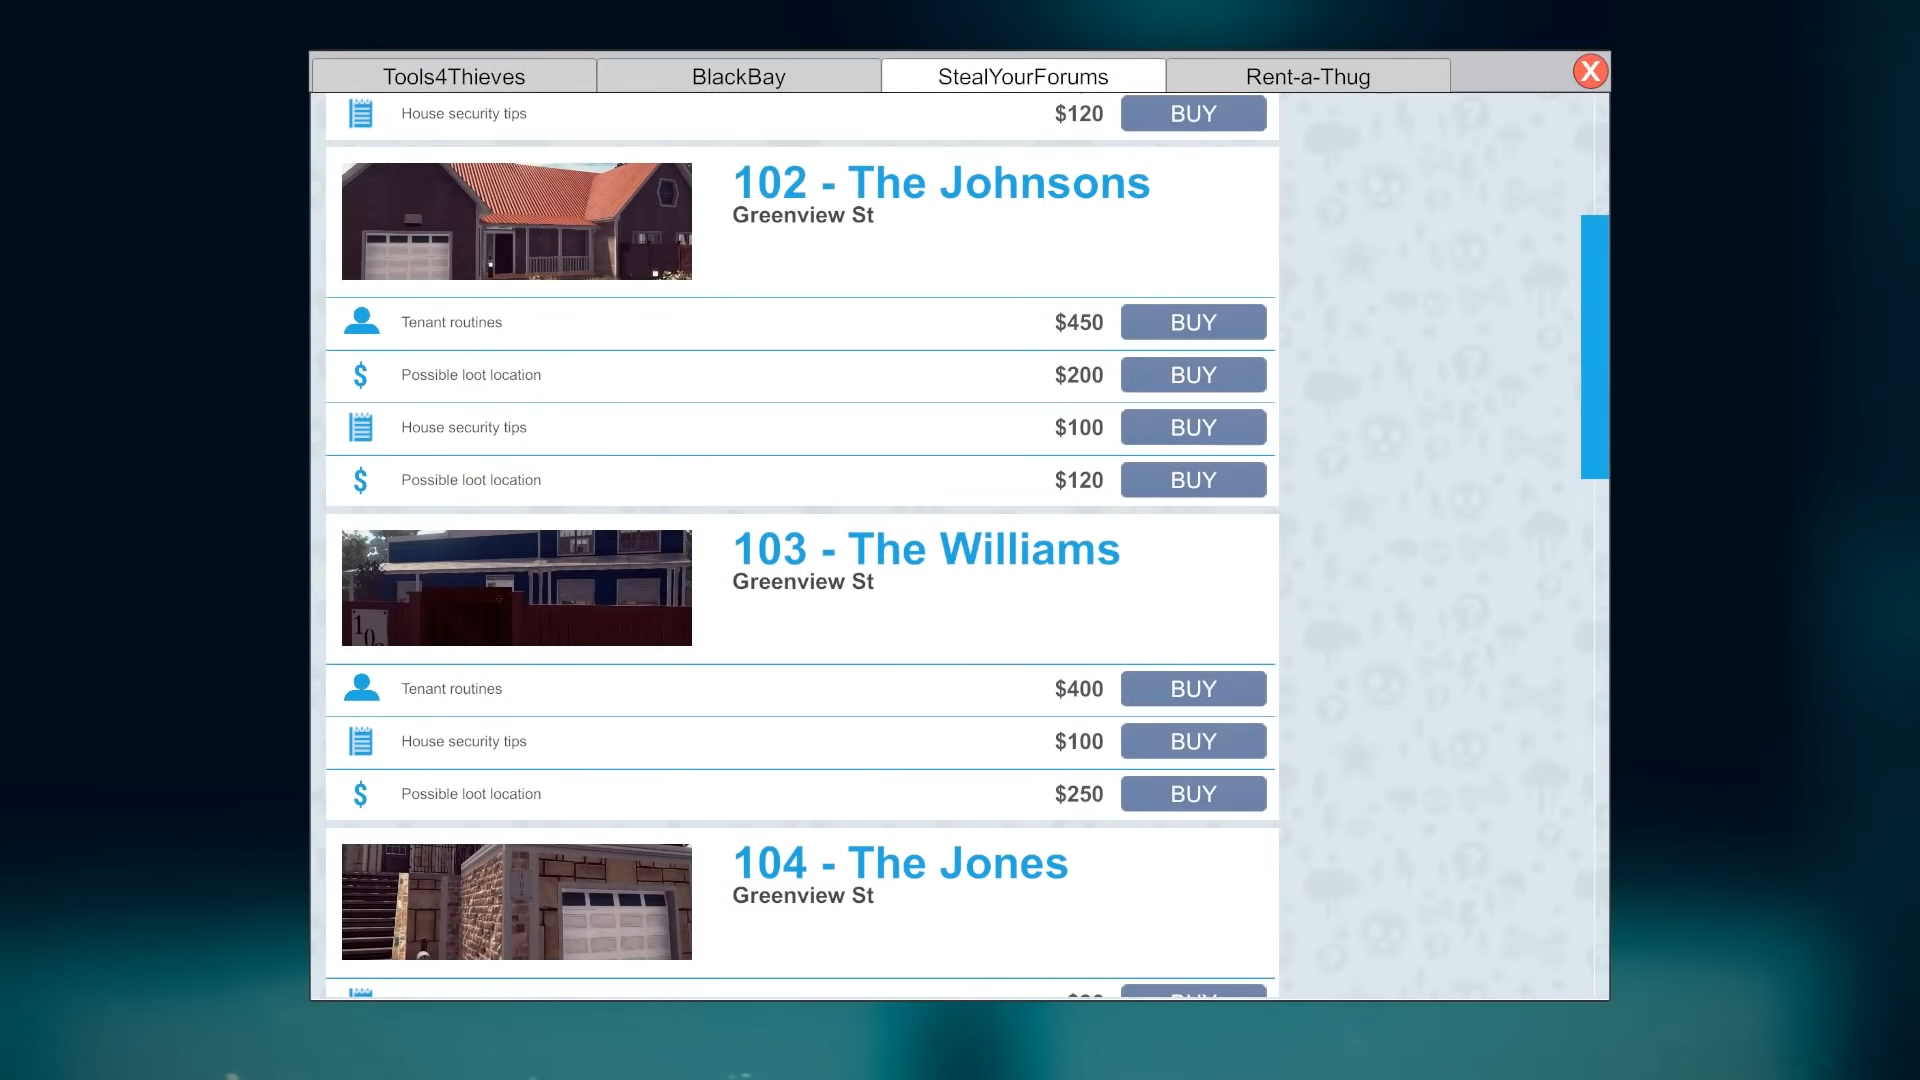 Tools4Thieves
BlackBay
StealYourForums
Rent-a-Thug
X
House security tips $120 BUY
102 - The Johnsons
Greenview St
Tenant routines $450 BUY
$ Possible loot location $200 BUY
House security tips $100 BUY
$ Possible loot location $120 BUY
103 - The Williams
Greenview St
Tenant routines $400 BUY
House security tips $100 BUY
$ Possible loot location $250 BUY
104 - The Jones
Greenview St
BUY